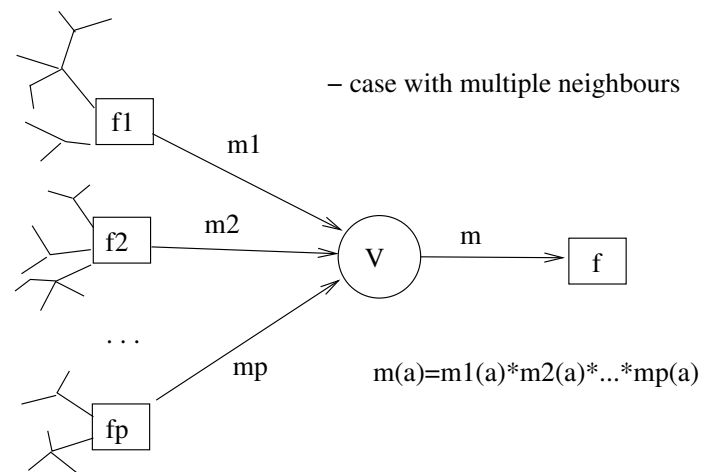 – case with multiple neighbours
f1
m1
f2
m2
V
m
f
. . .
mp
m(a)=m1(a)*m2(a)*...*mp(a)
fp